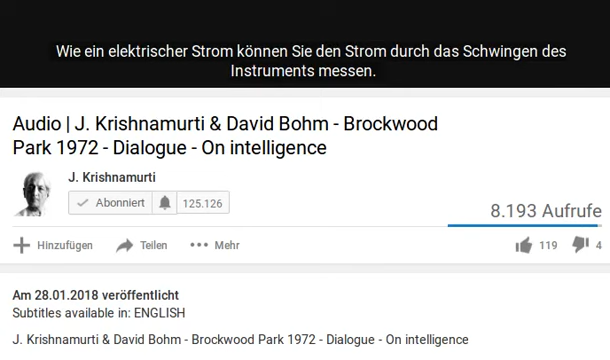 Wie ein elektrischer Strom können Sie den Strom durch das Schwingen des
Instruments messen.
Audio | J. Krishnamurti & David Bohm - Brockwood
Park 1972 - Dialogue - On intelligence
J. Krishnamurti
Abonniert 125.126
8.193 Aufrufe
Hinzufügen Teilen Mehr 119 4
Am 28.01.2018 veröffentlicht
Subtitles available in: ENGLISH
J. Krishnamurti & David Bohm - Brockwood Park 1972 - Dialogue - On intelligence